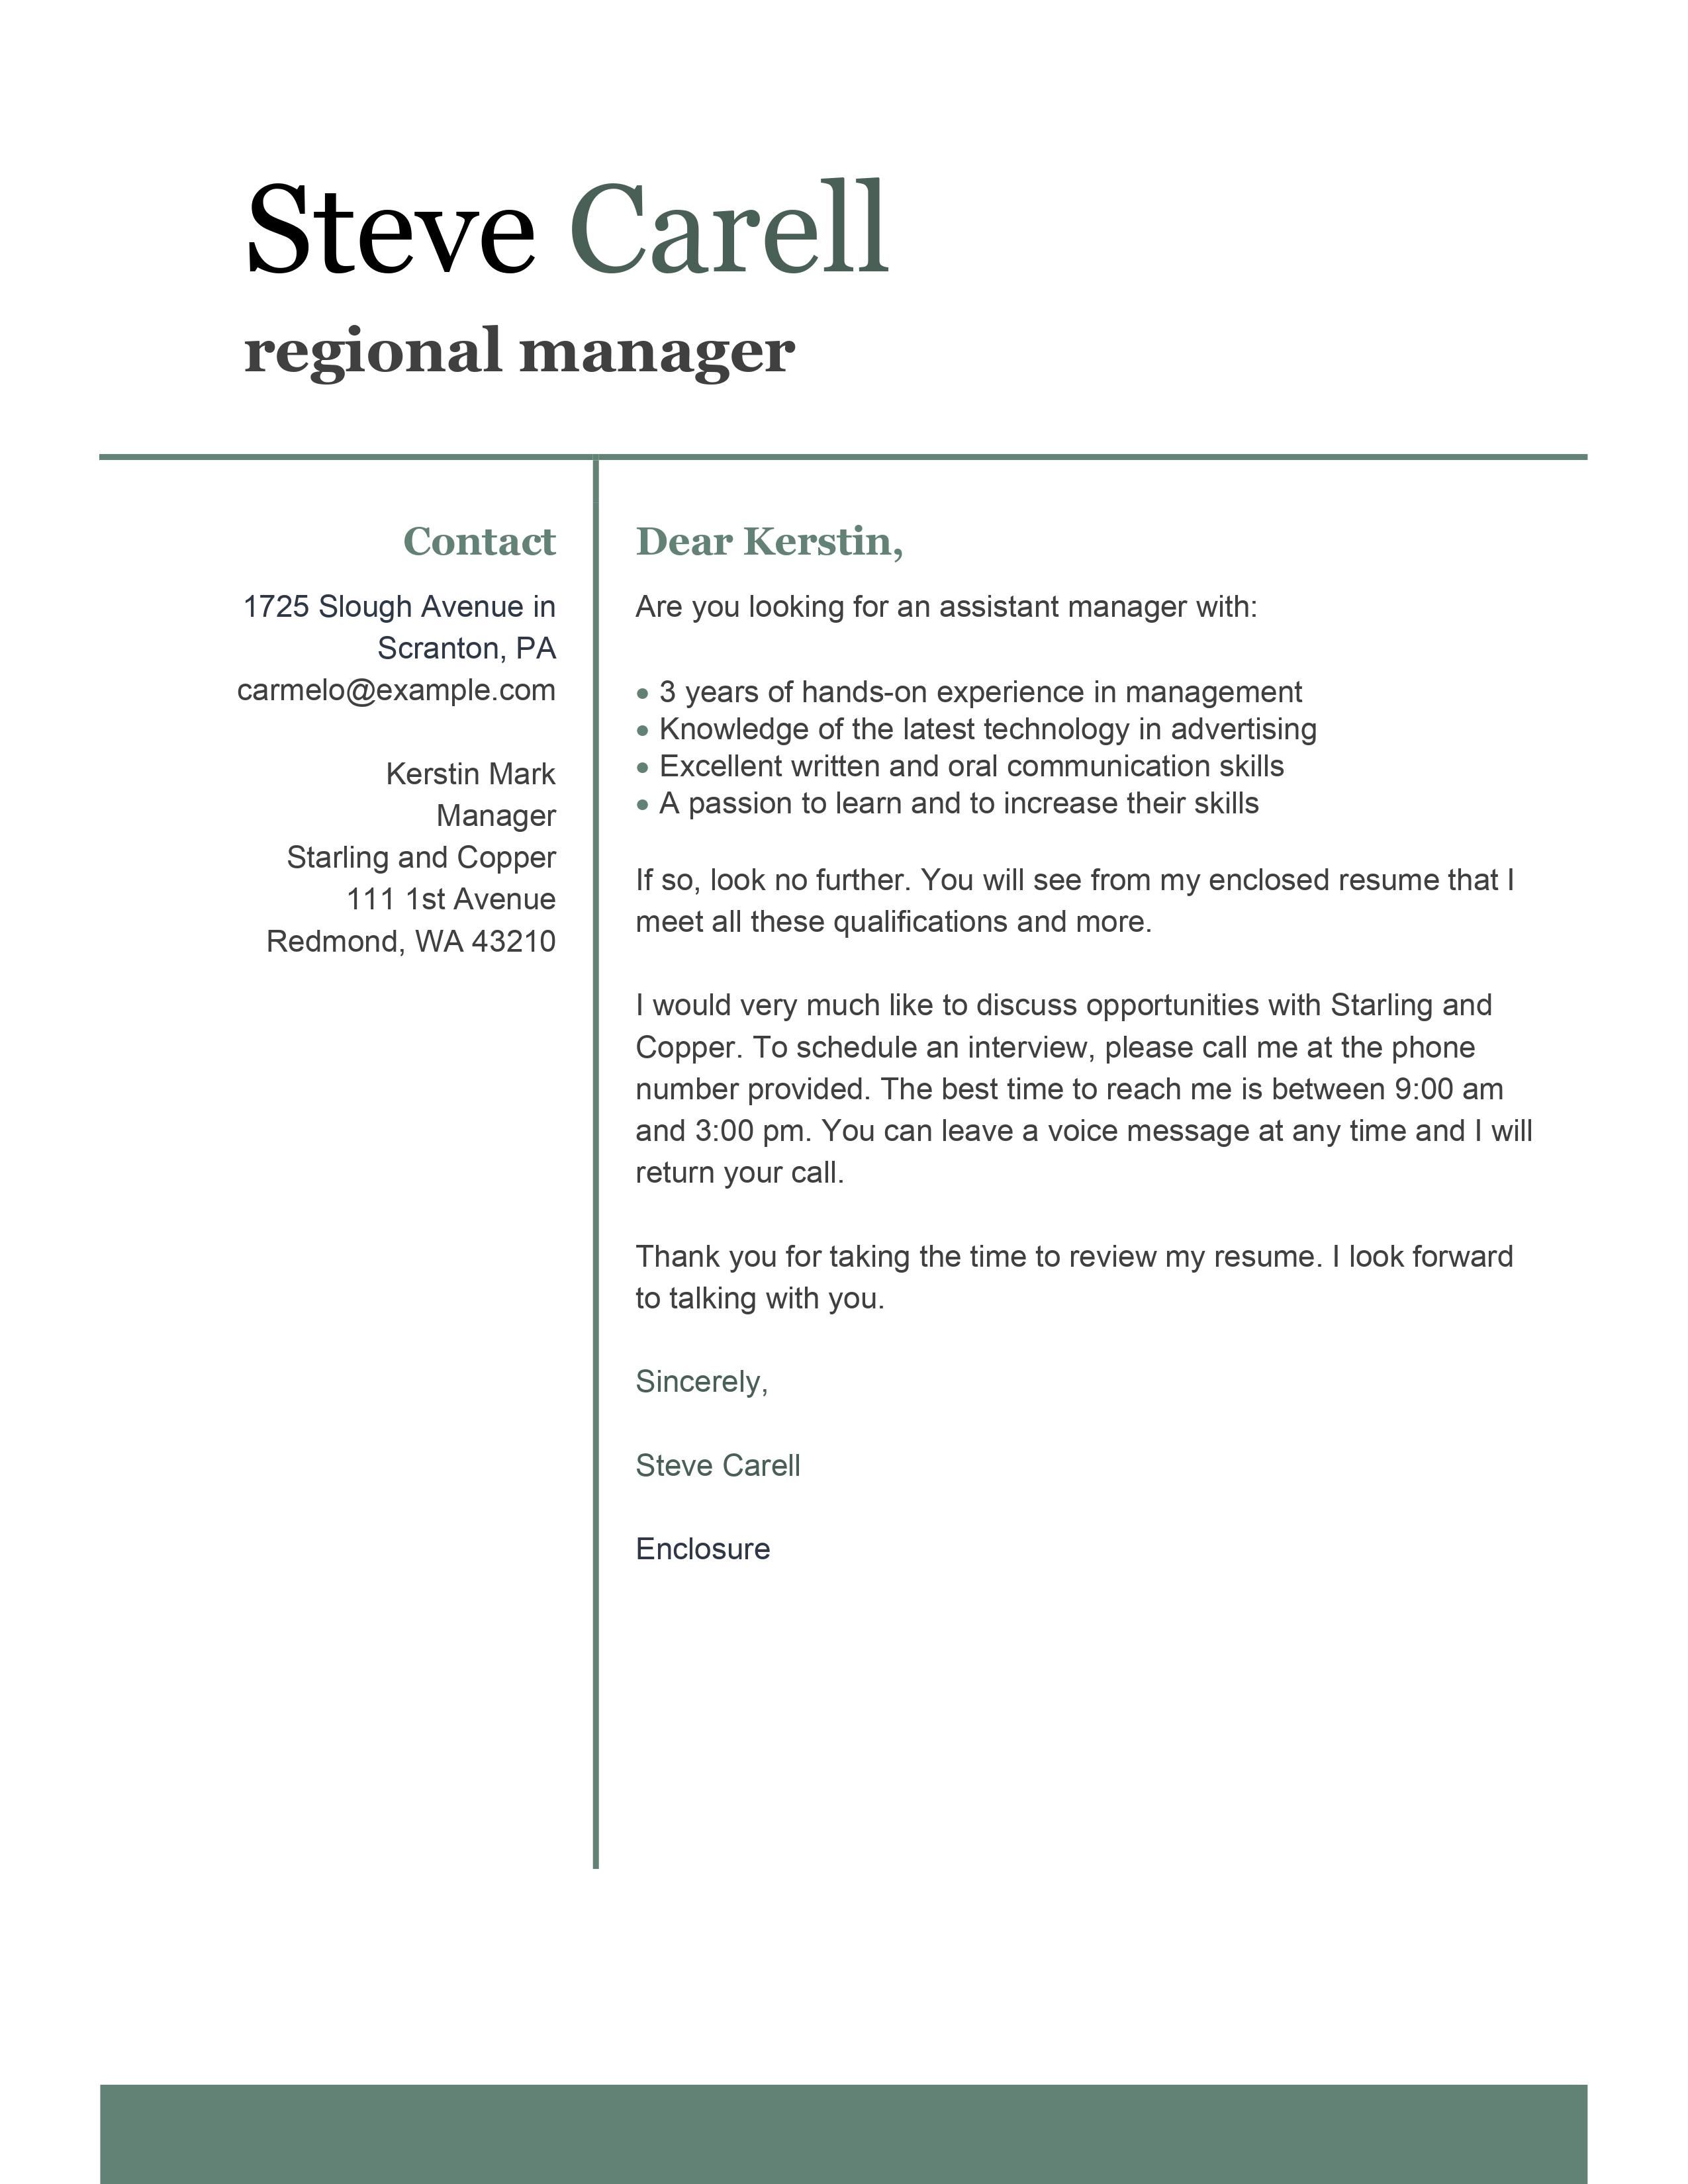 Steve Carell
regional manager
Contact
1725 Slough Avenue in
Scranton, PA
carmelo@example.com
Kerstin Mark
Manager
Starling and Copper
111 1st Avenue
Redmond, WA 43210
Dear Kerstin,
Are you looking for an assistant manager with:
• 3 years of hands-on experience in management
• Knowledge of the latest technology in advertising
• Excellent written and oral communication skills
• A passion to learn and to increase their skills
If so, look no further. You will see from my enclosed resume that I
meet all these qualifications and more.
I would very much like to discuss opportunities with Starling and
Copper. To schedule an interview, please call me at the phone
number provided. The best time to reach me is between 9:00 am
and 3:00 pm. You can leave a voice message at any time and I will
return your call.
Thank you for taking the time to review my resume. I look forward
to talking with you.
Sincerely,
Steve Carell
Enclosure